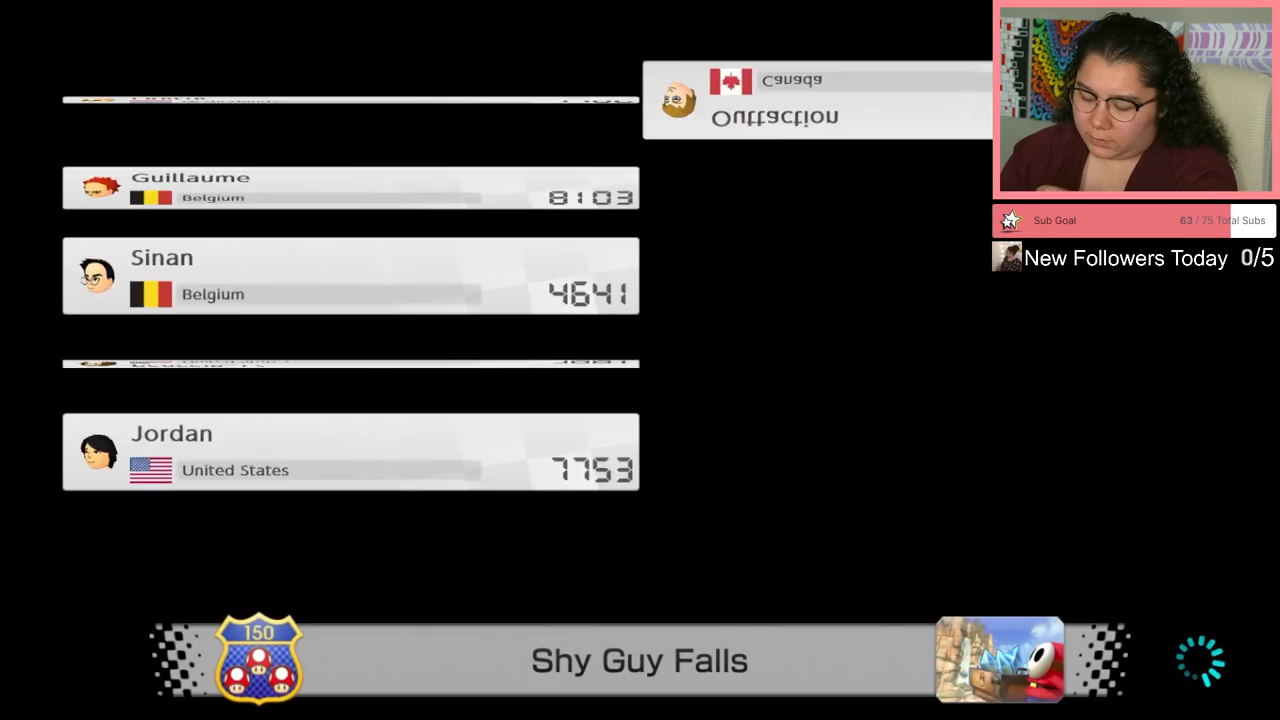 Canada
Outtaction
Guillaume
Belgium 8103
Sinan
Belgium 4641
Jordan
United States 7753
Sub Goal 63 / 75 Total Subs
New Followers Today 0/5
150
Shy Guy Falls